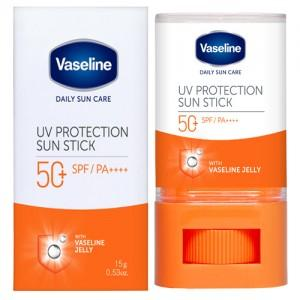 Vaseline
DAILY SUN CARE
UV PROTECTION
SUN STICK
50+ SPF/PA++++
WITH
VASELINE
JELLY
15g
0.53oz.
Vaseline
DAILY SUN CARE
UV PROTECTION
SUN STICK
50+ SPF/PA++++
WITH
VASELINE JELLY